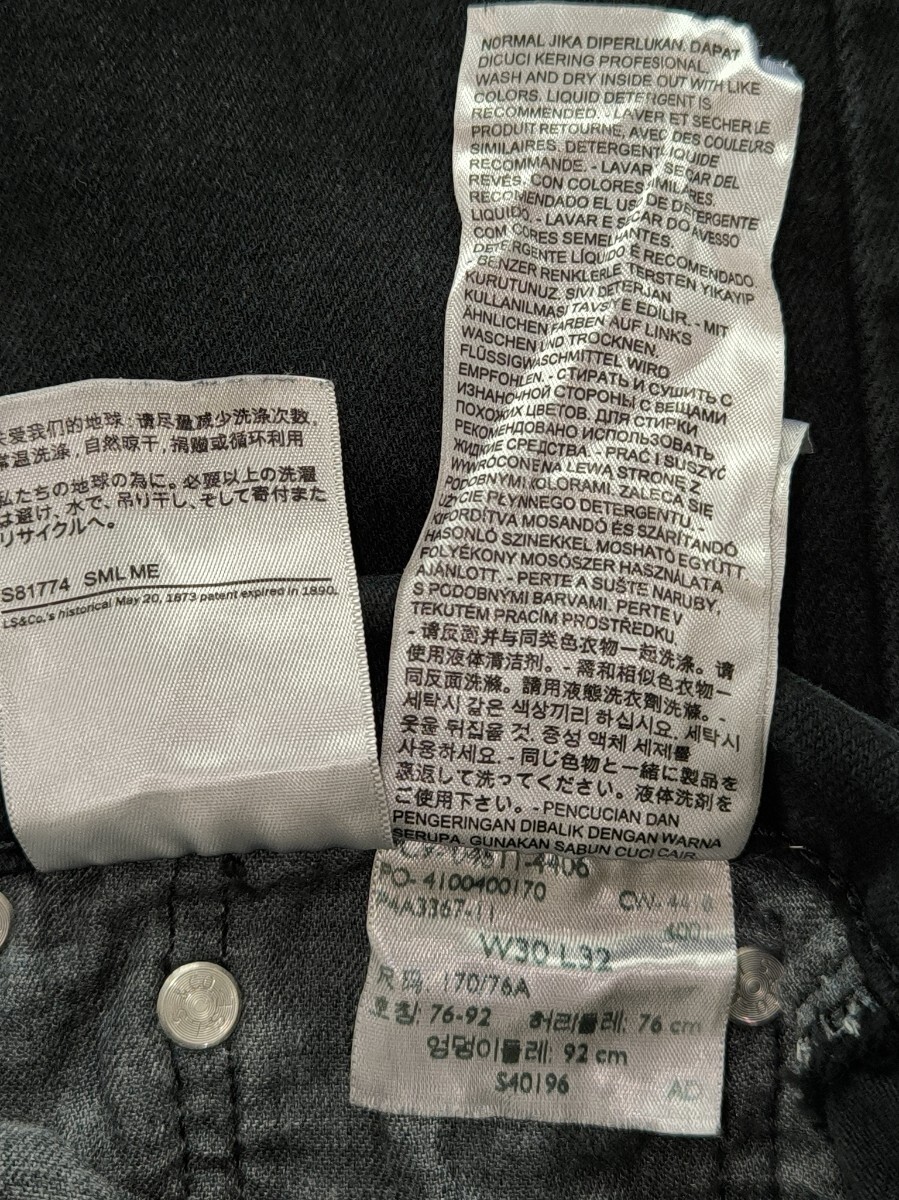 NORMAL JIKA DIPERLUKAN. DAPAT
DICUCI KERING PROFESIONAL.
WASH AND DRY INSIDE OUT WITH LIKE
COLORS. LIQUID DETERGENT IS
RECOMMENDED. - LAVER ET SECHER LE
PRODUIT RETOURNE, AVEC DES COULEURS
SIMILAIRES. DETERGENT LIQUIDE
RECOMMANDE. - LAVAR Y SECAR DEL
REVÉS, CON COLORES SIMILARES.
RECOMENDADO EL USO DE DETERGENTE
LIQUIDO. - LAVAR E SECAR DO AVESSO
COM CORES SEMELHANTES.
DETERGENTE LÍQUIDO É RECOMENDADO.
- BENZER RENKLERLE TERSTEN YIKAYIP
KURUTUNUZ. SIVI DETERJAN
KULLANILMASI TAVSİYE EDİLİR. - MIT
ÄHNLICHEN FARBEN AUF LINKS
WASCHEN UND TROCKNEN.
FLÜSSIGWASCHMITTEL WIRD
EMPFOHLEN. - СТИРАТЬ И СУШИТЬ С
ИЗНАНОЧНОЙ СТОРОНЫ С ВЕЩАМИ
ПОХОЖИХ ЦВЕТОВ. ДЛЯ СТИРКИ
РЕКОМЕНДОВАНО ИСПОЛЬЗОВАТЬ
ЖИДКИЕ СРЕДСТВА. - PRAĆ I SUSZYĆ
WYWRÓCONE NA LEWĄ STRONĘ Z
PODOBNYMI KOLORAMI. ZALECA SIĘ
UŻYCIE PŁYNNEGO DETERGENTU. -
KIFORDÍTVA MOSANDÓ ÉS SZÁRÍTANDÓ
HASONLÓ SZINEKKEL MOSHATÓ EGYÜTT.
FOLYÉKONY MOSÓSZER HASZNÁLATA
AJÁNLOTT. - PERTE A SUŠTE NARUBY,
S PODOBNÝMI BARVAMI. PERTE V
TEKUTÉM PRACÍM PROSTŘEDKU.
- 请反面并与同类色衣物一起洗涤。请
使用液体清洁剂。- 需和相似色衣物一
同反面洗滌。請用液態洗衣劑洗滌。-
세탁시 같은 색상끼리 하십시요. 세탁시
옷을 뒤집을 것. 중성 액체 세제를
사용하세요. - 同じ色物と一緒に製品を
裏返して洗ってください。液体洗剤を
ご使用下さい。- PENCUCIAN DAN
PENGERINGAN DIBALIK DENGAN WARNA
SERUPA. GUNAKAN SABUN CUCI CAIR.
爱我们的地球: 请尽量减少洗涤次数,
常温洗涤, 自然晾干, 捐赠或循环利用
私たちの地球の為に。必要以上の洗濯
は避け、水で、吊り干し、そして寄付また
リサイクルへ。
S81774 SML ME
LS&Co.'s historical May 20, 1873 patent expired in 1890.
04511-4406
PO- 4100400170 CW- 4410
P4A3367-11 400
W30 L32
尺码: 170/76A
호칭: 76-92 허리둘레: 76 cm
엉덩이둘레: 92 cm
S40196 AD